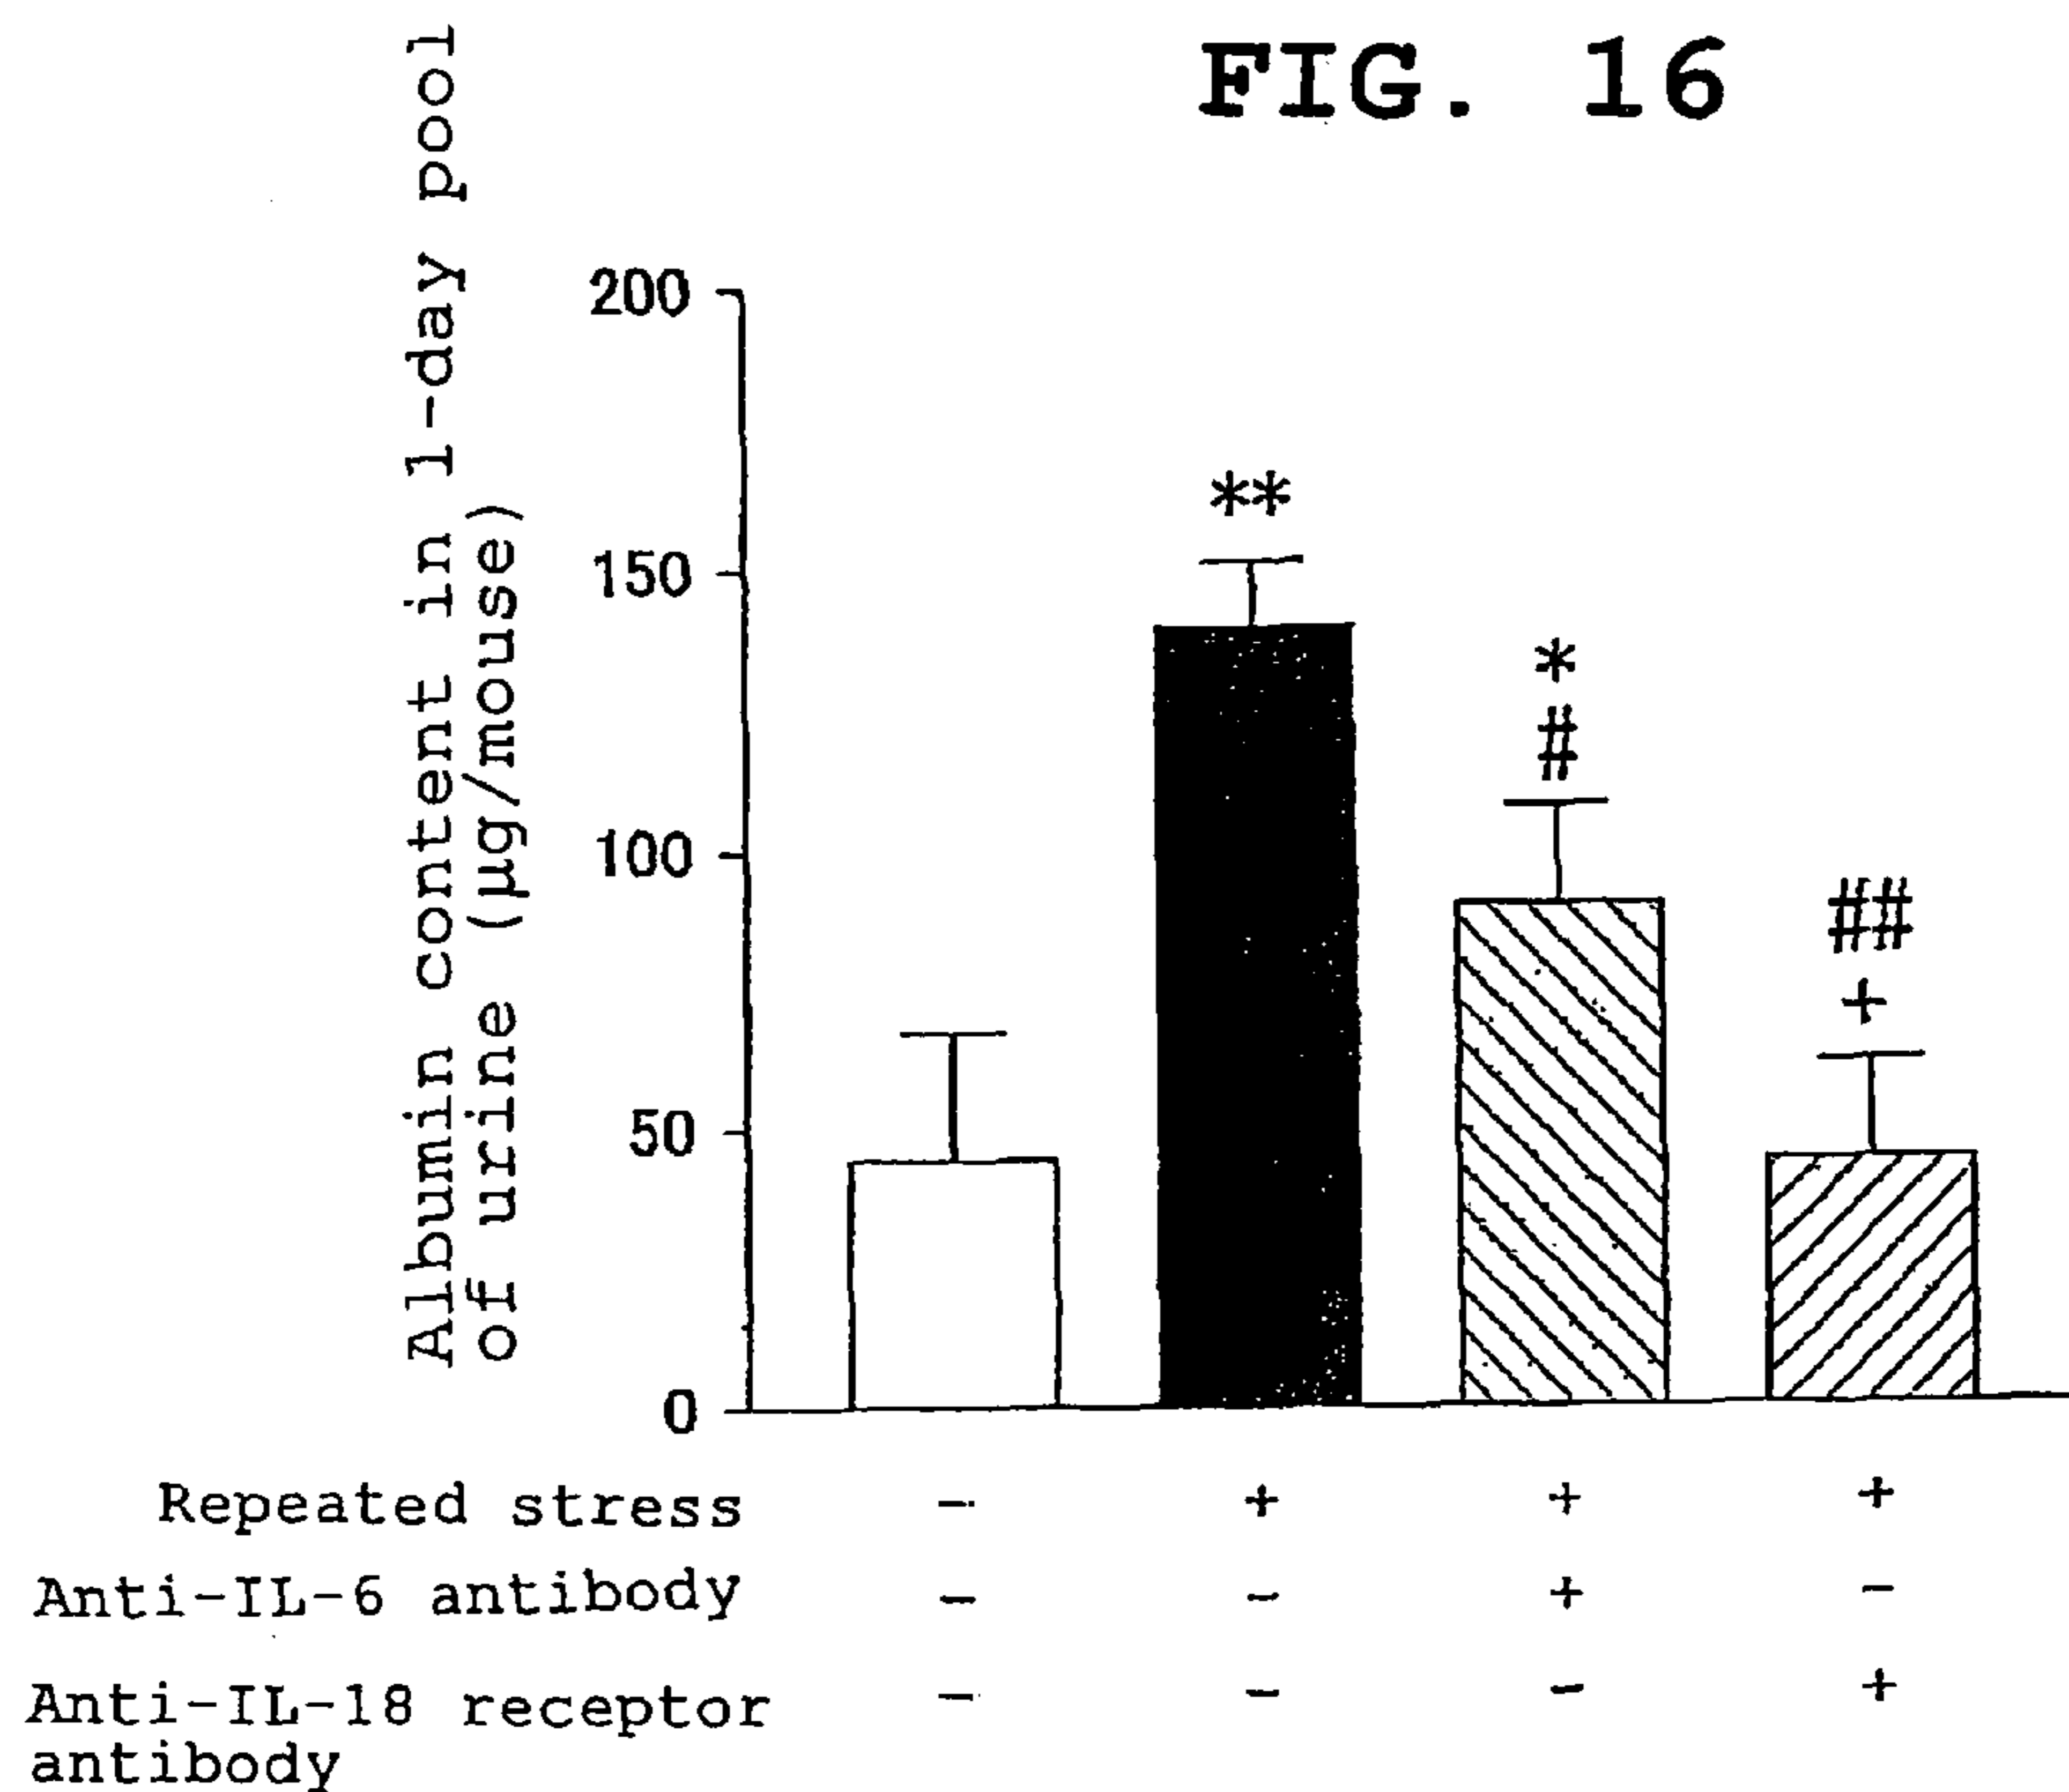 FIG. 16
Albumin content in 1-day pool
of urine (µg/mouse)
200
150
100
50
0
**
*
#
##
+
Repeated stress - + + +
Anti-IL-6 antibody - - + -
Anti-IL-18 receptor - - - +
antibody